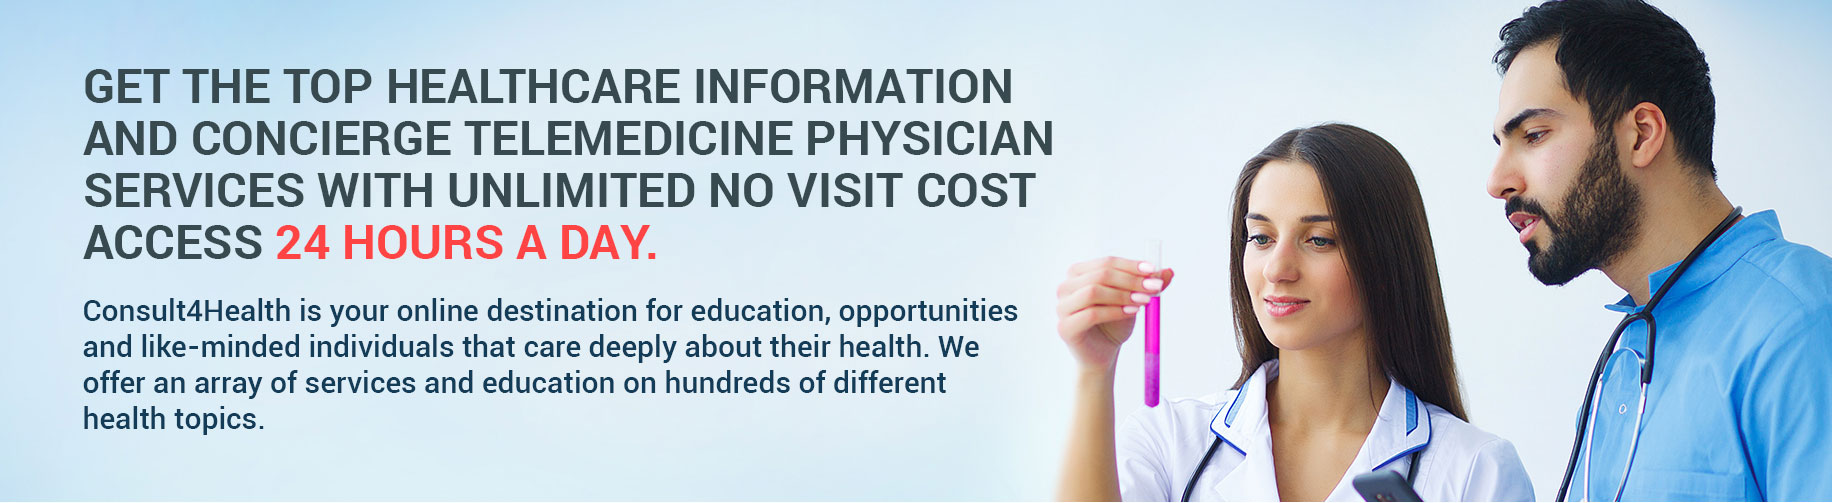 GET THE TOP HEALTHCARE INFORMATION
AND CONCIERGE TELEMEDICINE PHYSICIAN
SERVICES WITH UNLIMITED NO VISIT COST
ACCESS 24 HOURS A DAY.
Consult4Health is your online destination for education, opportunities
and like-minded individuals that care deeply about their health. We
offer an array of services and education on hundreds of different
health topics.